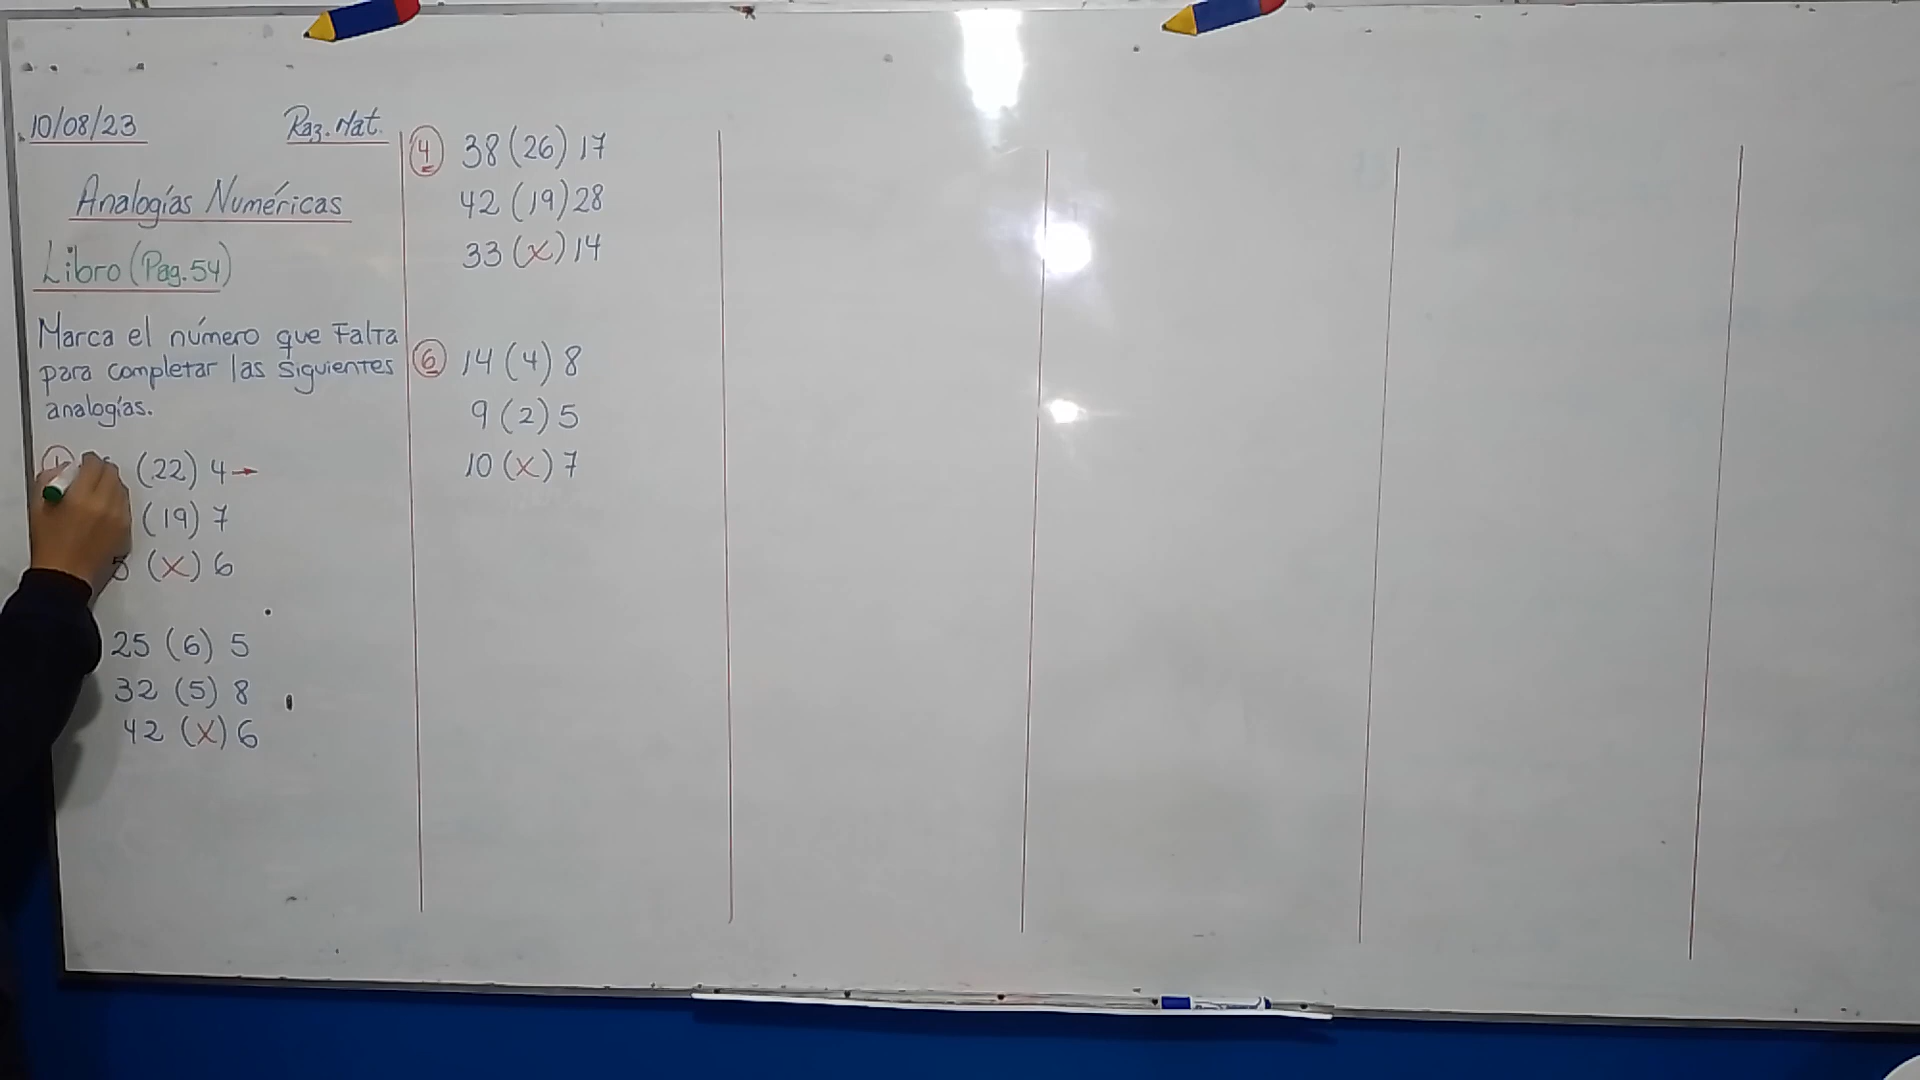 10/08/23
Raz. Mat.
Analogías Numéricas
Libro (Pag. 54)
Marca el número que Falta
para completar las siguientes
analogías.
(22) 4→
(19) 7
5 (x) 6
25 (6) 5
32 (5) 8
42 (x) 6
4 38 (26) 17
42 (19) 28
33 (x) 14
6 14 (4) 8
9 (2) 5
10 (x) 7